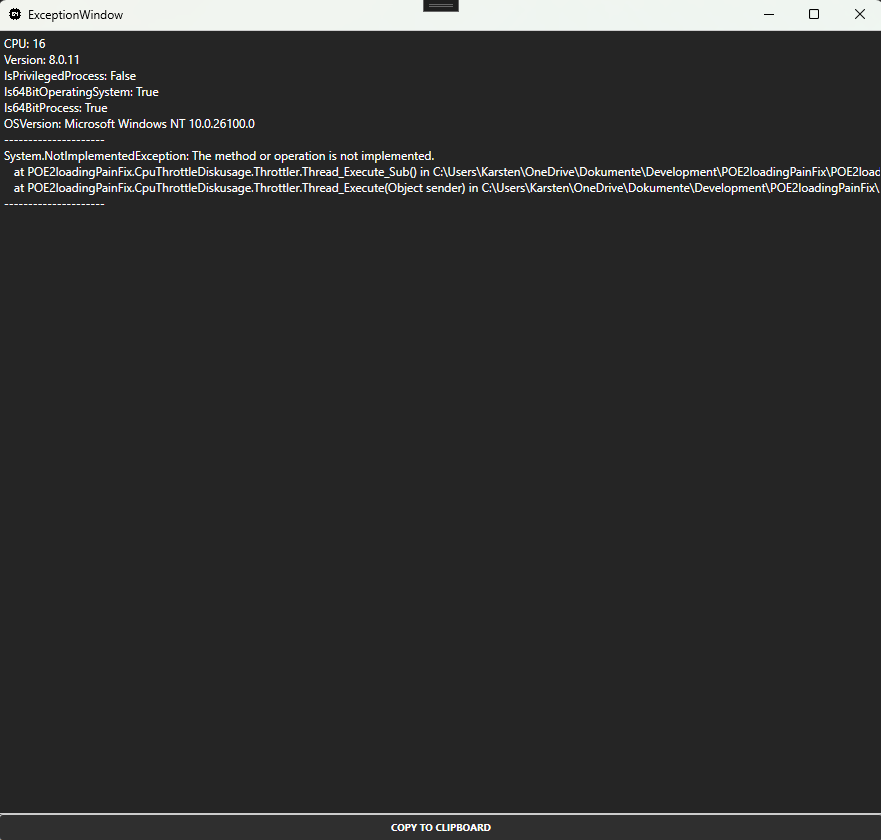 ExceptionWindow
CPU: 16
Version: 8.0.11
IsPrivilegedProcess: False
Is64BitOperatingSystem: True
Is64BitProcess: True
OSVersion: Microsoft Windows NT 10.0.26100.0
---------------------
System.NotImplementedException: The method or operation is not implemented.
at POE2loadingPainFix.CpuThrottleDiskusage.Throttler.Thread_Execute_Sub() in C:\Users\Karsten\OneDrive\Dokumente\Development\POE2loadingPainFix\POE2load
at POE2loadingPainFix.CpuThrottleDiskusage.Throttler.Thread_Execute(Object sender) in C:\Users\Karsten\OneDrive\Dokumente\Development\POE2loadingPainFix\
---------------------
COPY TO CLIPBOARD